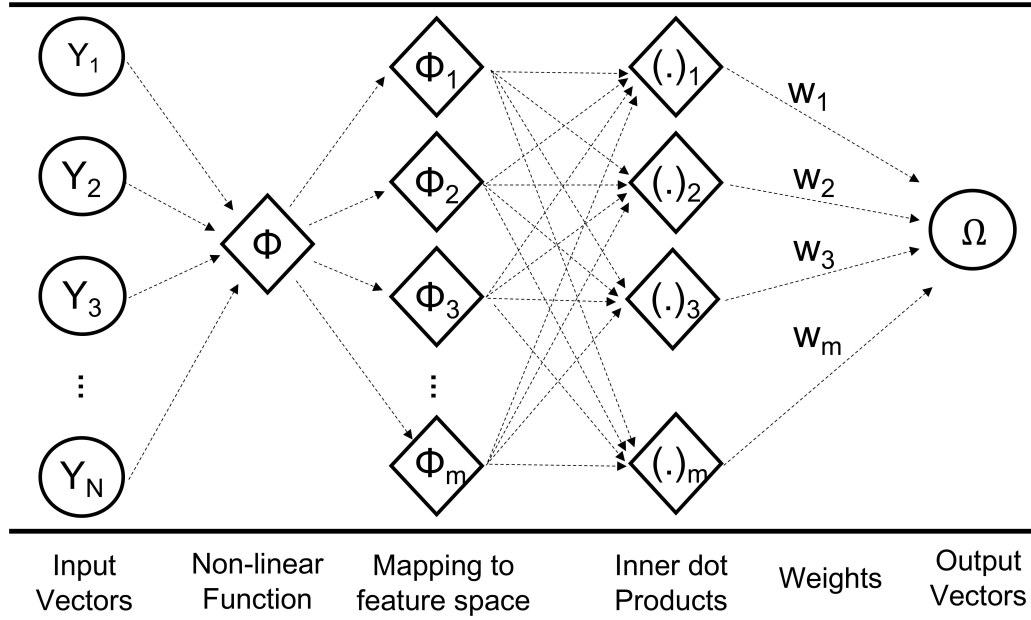 Y1
Y2
Y3
⋮
YN
Φ
Φ1
Φ2
Φ3
⋮
Φm
(.)1
(.)2
(.)3
(.)m
w1
w2
w3
wm
Ω
Input
Vectors
Non-linear
Function
Mapping to
feature space
Inner dot
Products
Weights
Output
Vectors